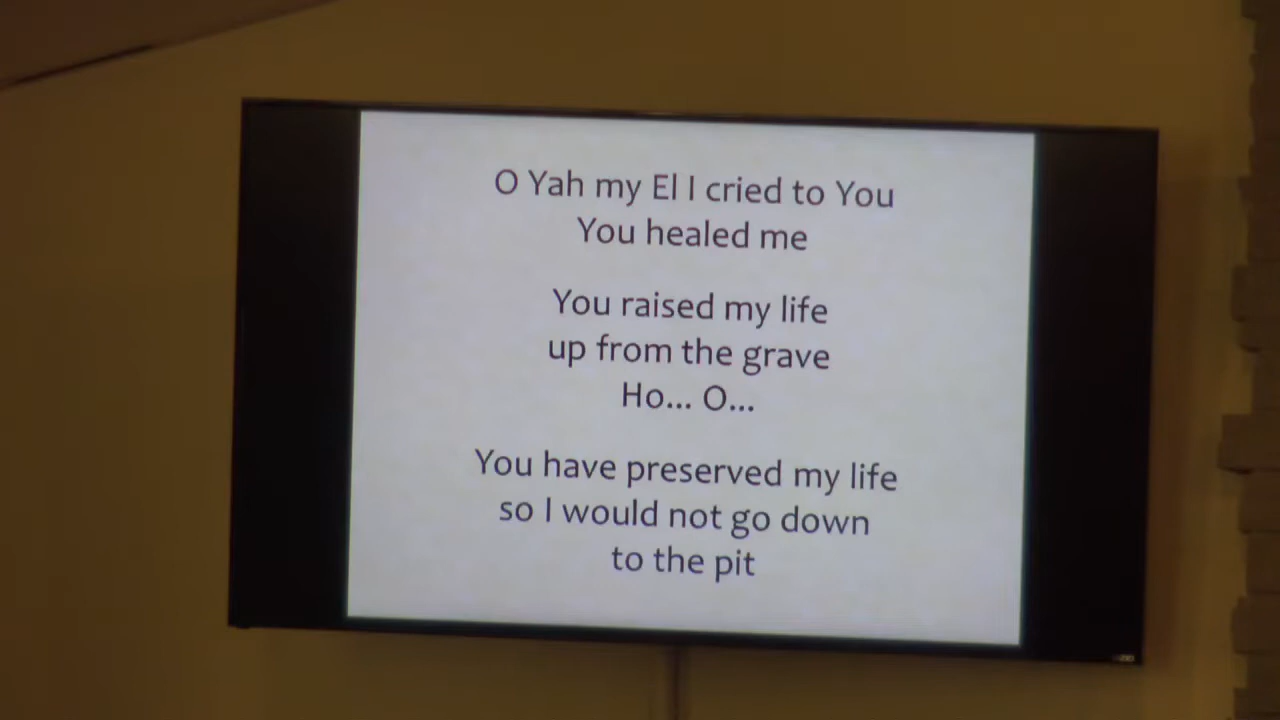 O Yah my El I cried to You
You healed me
You raised my life
up from the grave
Ho... O...
You have preserved my life
so I would not go down
to the pit